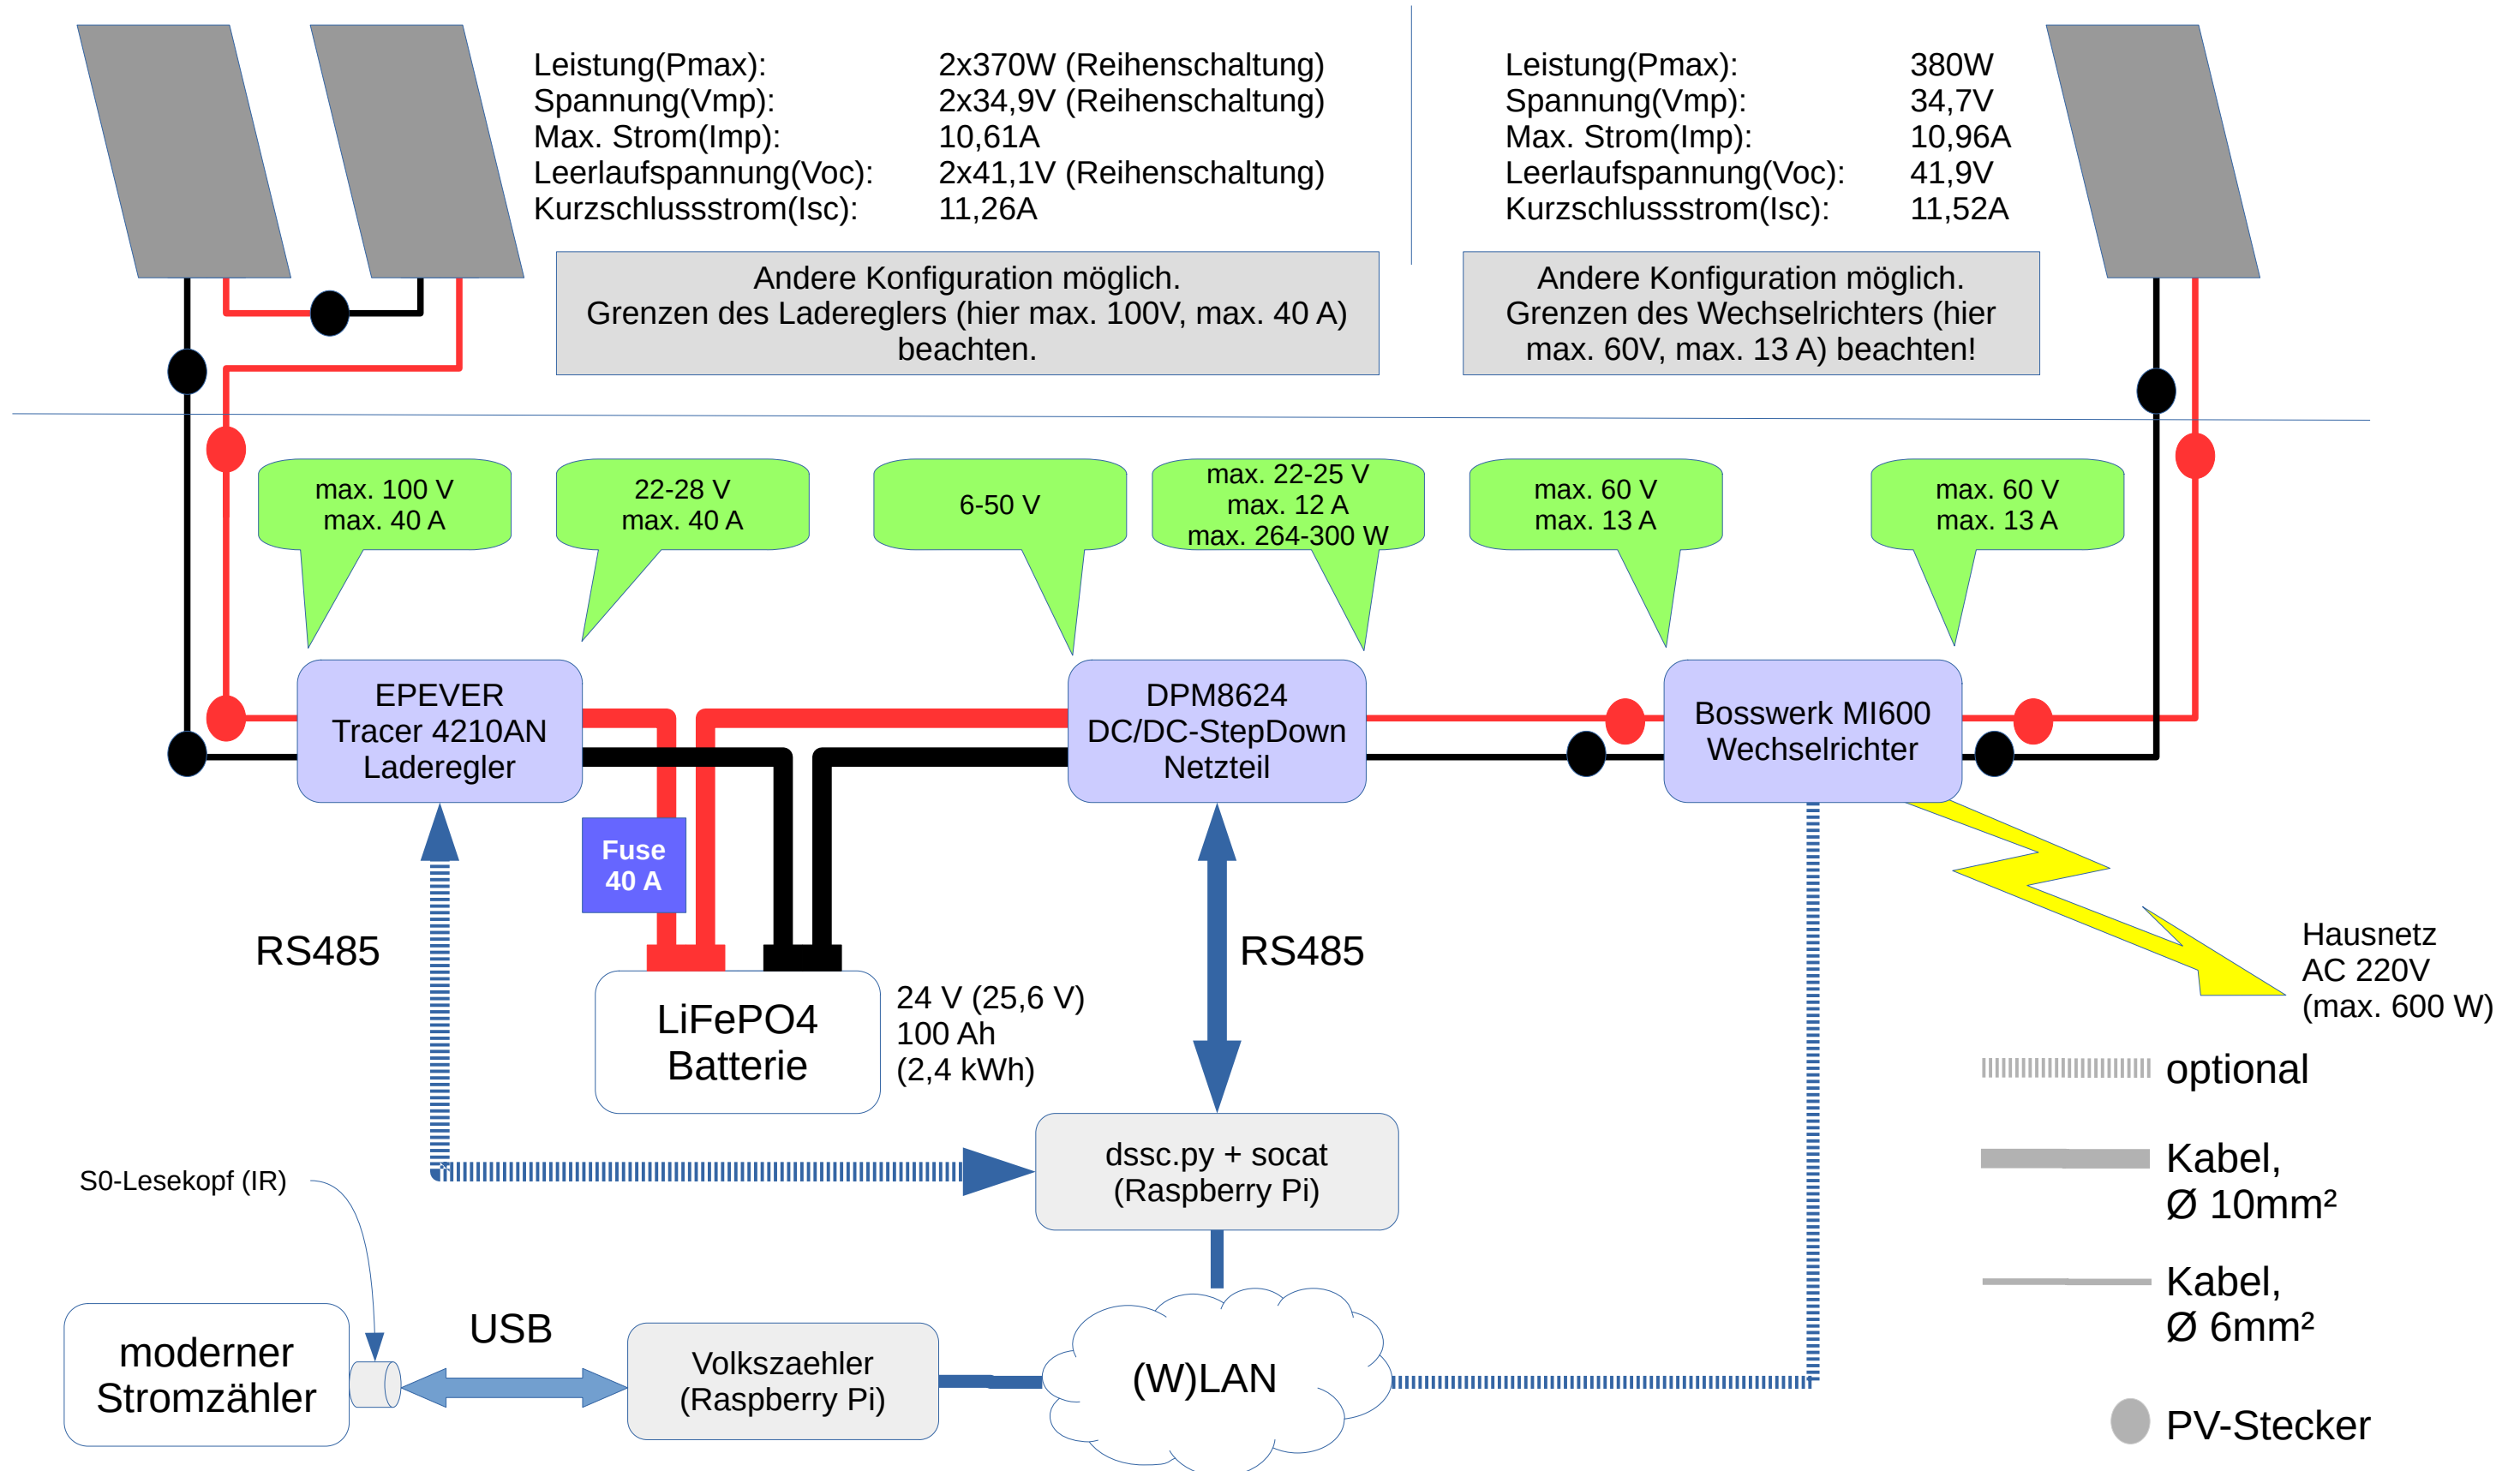 Leistung(Pmax): 2x370W (Reihenschaltung)
Spannung(Vmp): 2x34,9V (Reihenschaltung)
Max. Strom(Imp): 10,61A
Leerlaufspannung(Voc): 2x41,1V (Reihenschaltung)
Kurzschlussstrom(Isc): 11,26A
Leistung(Pmax): 380W
Spannung(Vmp): 34,7V
Max. Strom(Imp): 10,96A
Leerlaufspannung(Voc): 41,9V
Kurzschlussstrom(Isc): 11,52A
Andere Konfiguration möglich.
Grenzen des Ladereglers (hier max. 100V, max. 40 A)
beachten.
Andere Konfiguration möglich.
Grenzen des Wechselrichters (hier
max. 60V, max. 13 A) beachten!
max. 100 V
max. 40 A
22-28 V
max. 40 A
6-50 V
max. 22-25 V
max. 12 A
max. 264-300 W
max. 60 V
max. 13 A
max. 60 V
max. 13 A
EPEVER
Tracer 4210AN
Laderegler
DPM8624
DC/DC-StepDown
Netzteil
Bosswerk MI600
Wechselrichter
Fuse
40 A
RS485
RS485
Hausnetz
AC 220V
(max. 600 W)
LiFePO4
Batterie
24 V (25,6 V)
100 Ah
(2,4 kWh)
optional
Kabel,
Ø 10mm²
Kabel,
Ø 6mm²
PV-Stecker
dssc.py + socat
(Raspberry Pi)
S0-Lesekopf (IR)
moderner
Stromzähler
USB
Volkszaehler
(Raspberry Pi)
(W)LAN